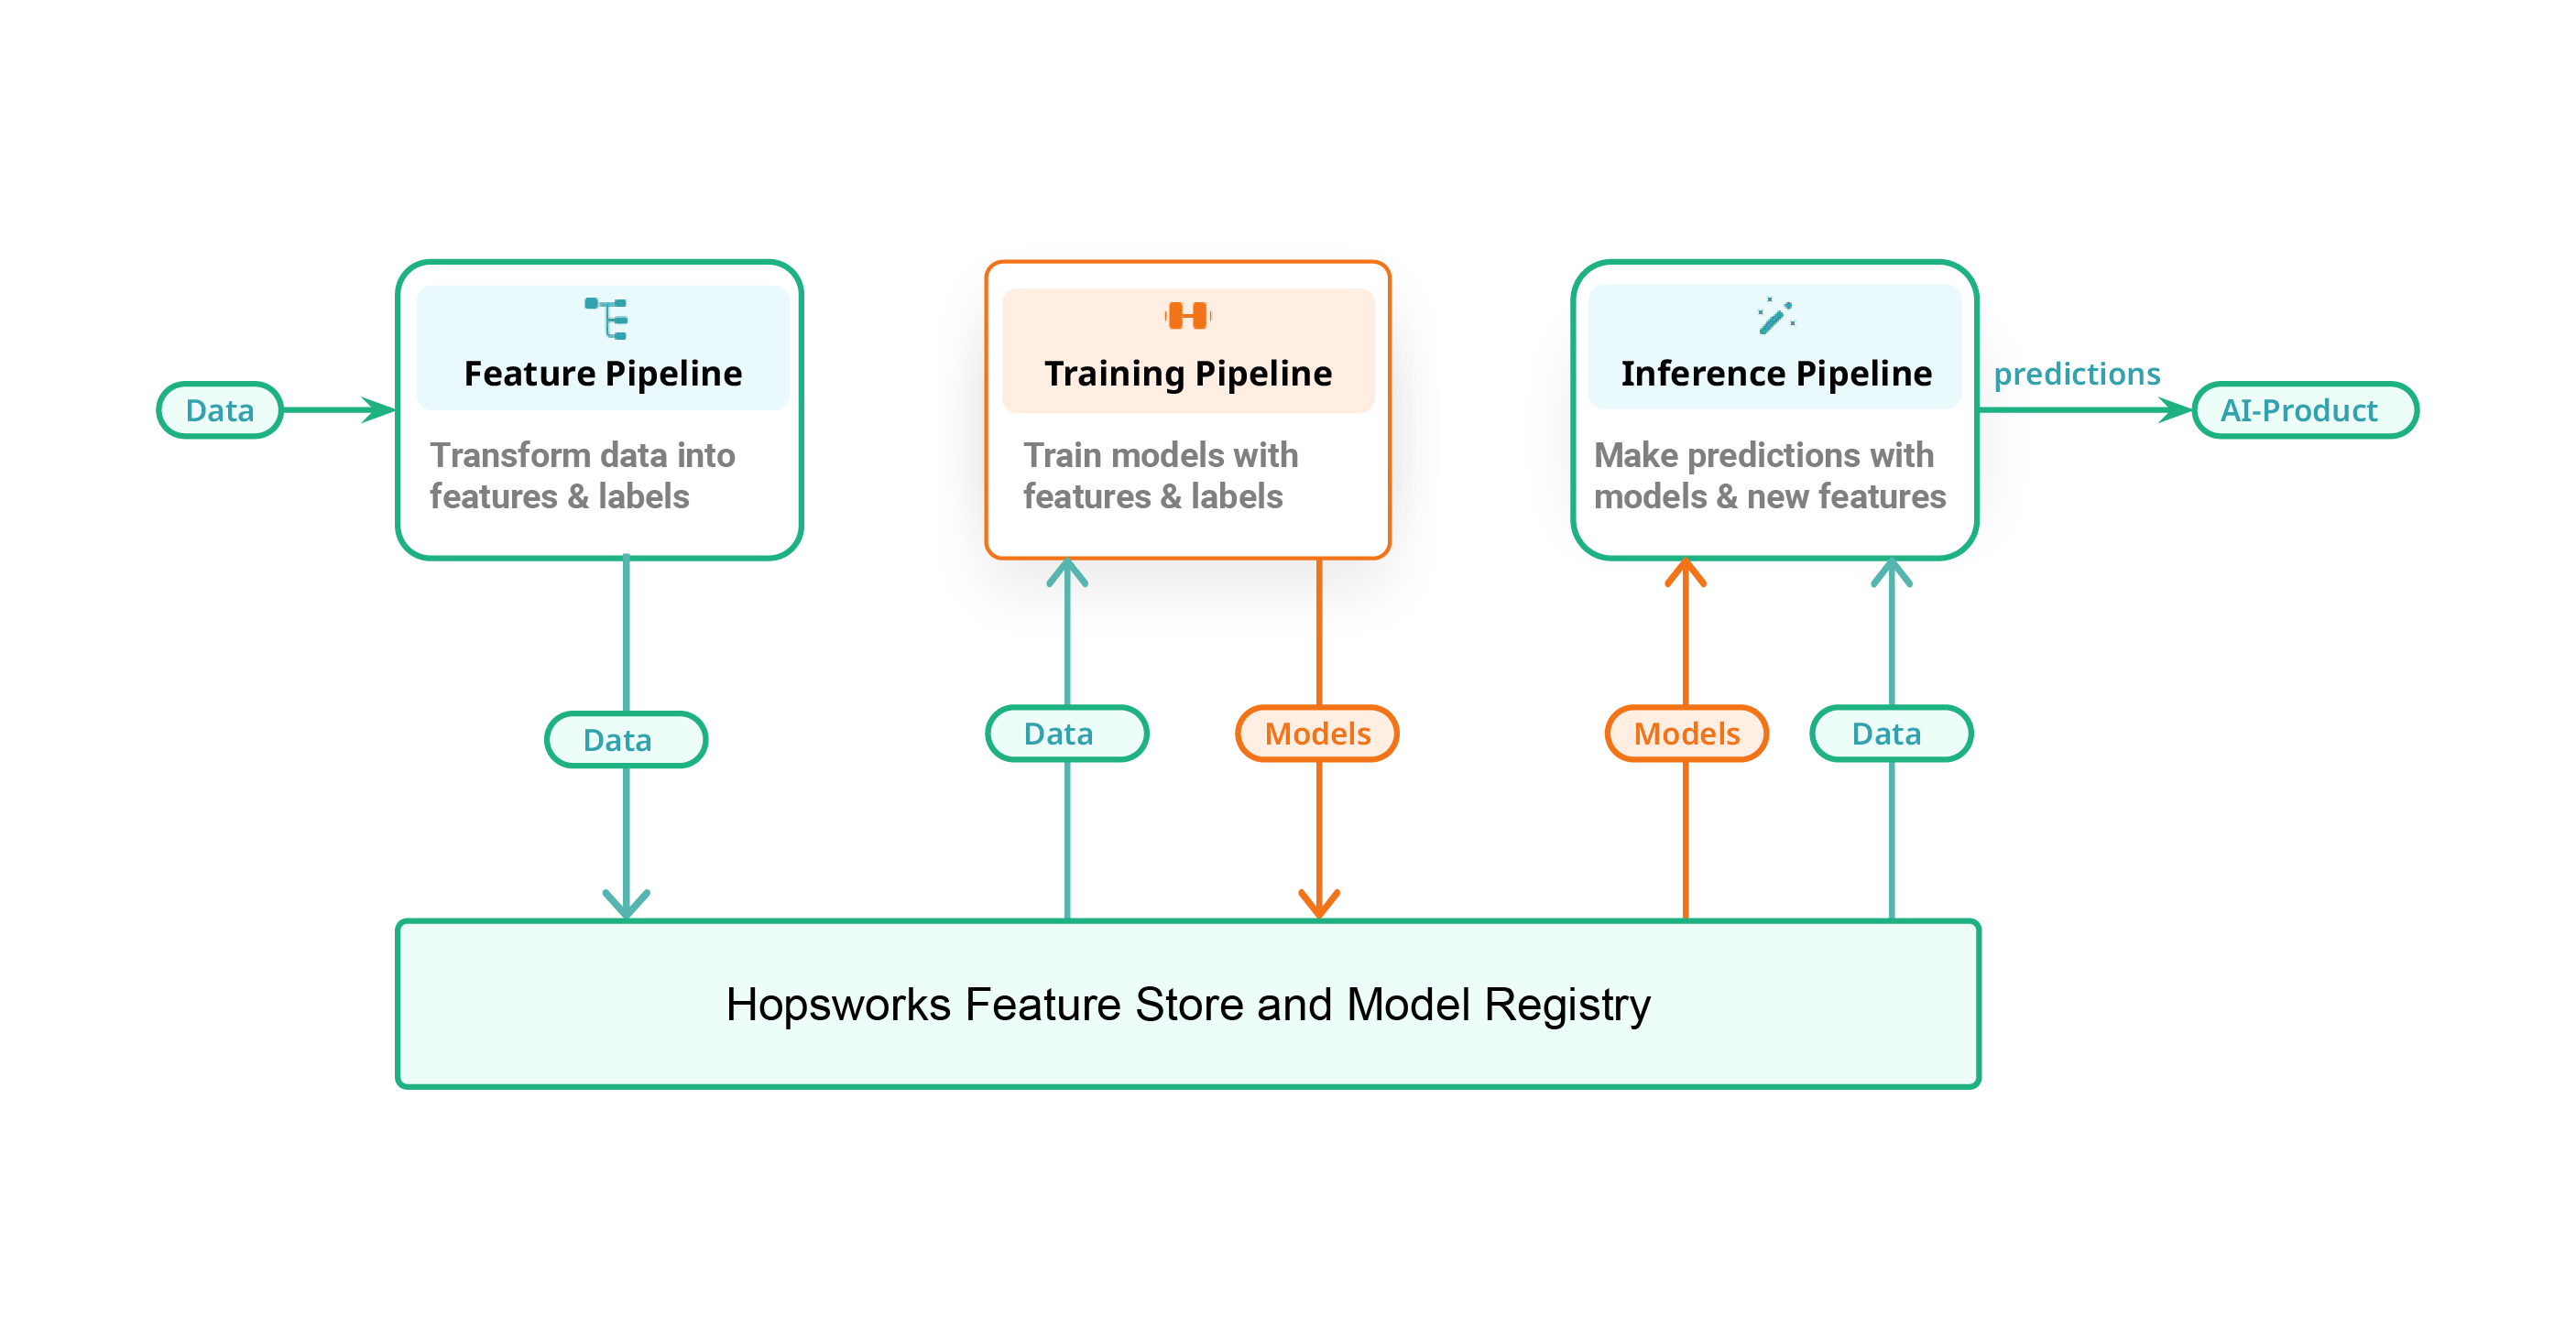 Data
Feature Pipeline
Transform data into
features & labels
Training Pipeline
Train models with
features & labels
Inference Pipeline
Make predictions with
models & new features
predictions
AI-Product
Data
Data
Models
Models
Data
Hopsworks Feature Store and Model Registry